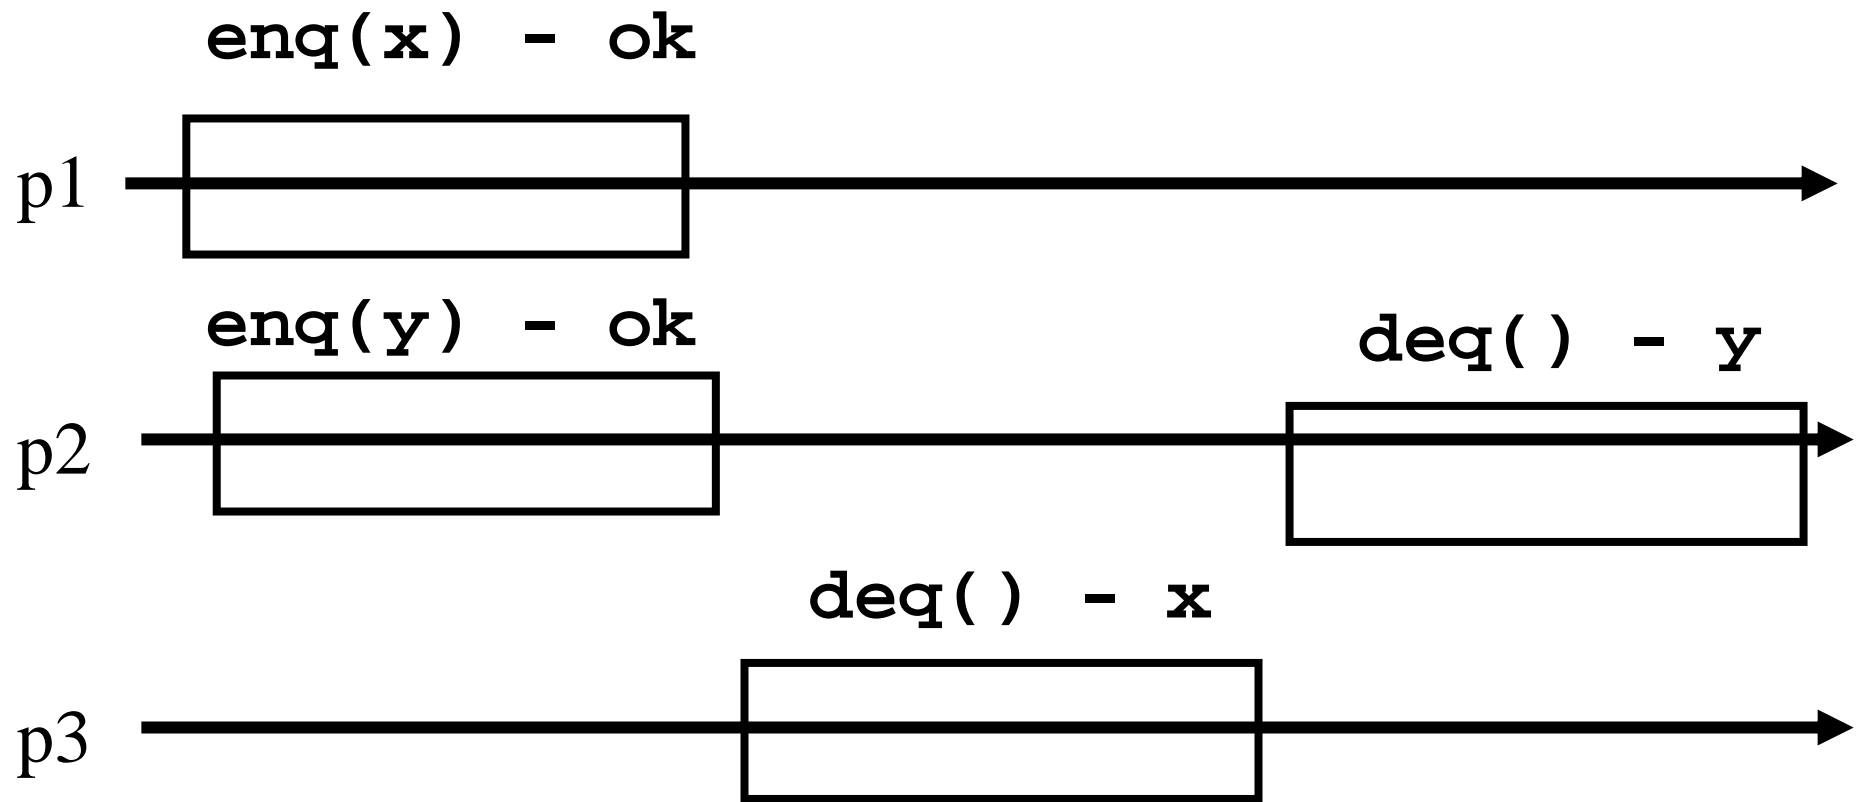 enq(x) - ok
p1
enq(y) - ok
deq() - y
p2
deq() - x
p3